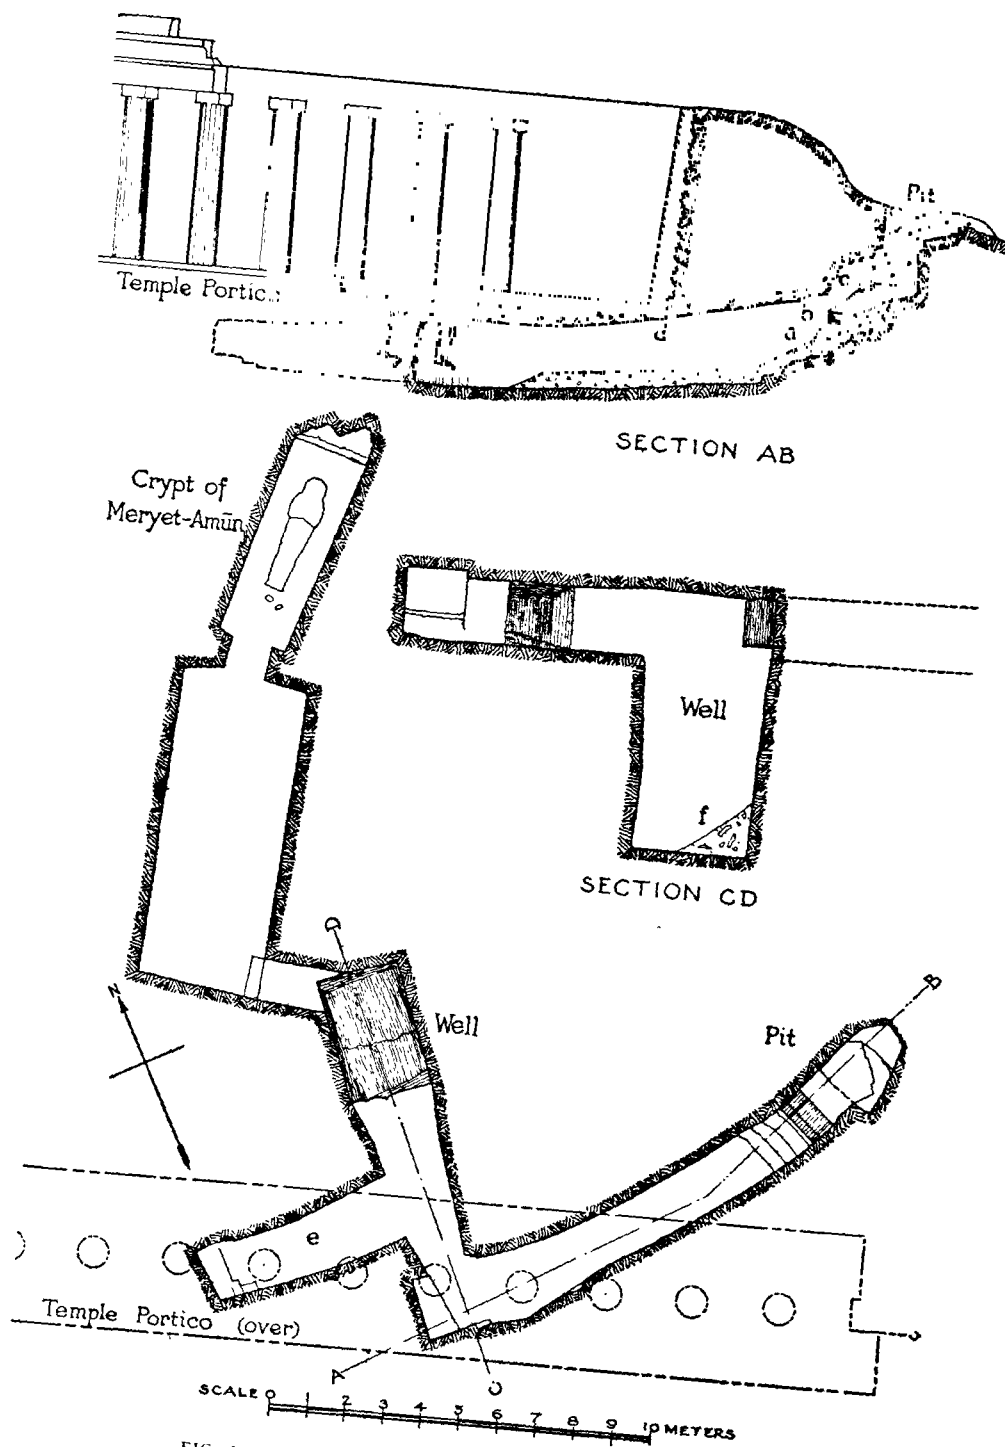 Pit
Temple Portico
c
b
d
a
SECTION AB
Crypt of
Meryet-Amūn
Well
f
SECTION CD
D
N
Well
B
Pit
e
Temple Portico (over)
A
C
SCALE 0 1 2 3 4 5 6 7 8 9 10 METERS
FIG.